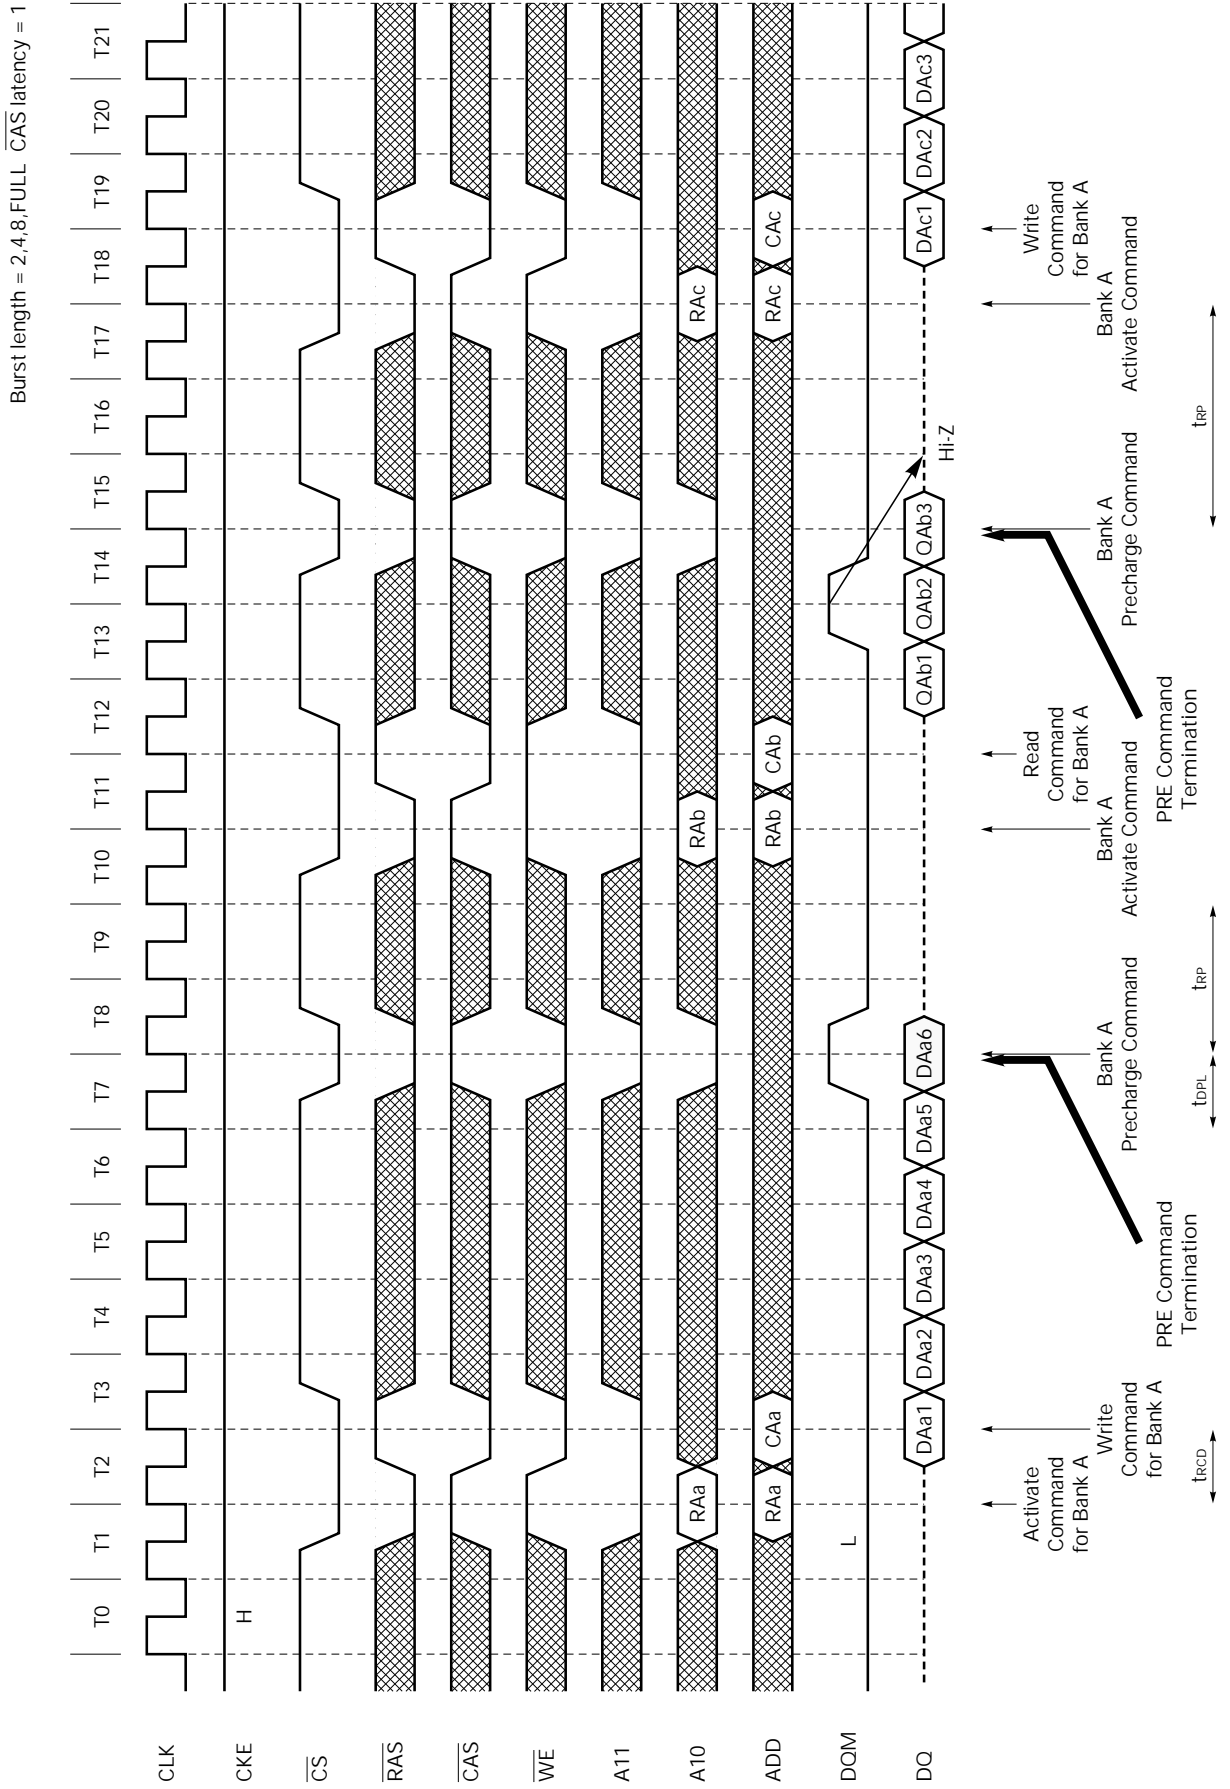 Burst length = 2,4,8,FULL CAS latency = 1
T0 T1 T2 T3 T4 T5 T6 T7 T8 T9 T10 T11 T12 T13 T14 T15 T16 T17 T18 T19 T20 T21
CLK
CKE H
CS
RAS
CAS
WE
A11
A10 RAa RAb RAc
ADD RAa CAa RAb CAb RAc CAc
DQM L
DQ DAa1 DAa2 DAa3 DAa4 DAa5 DAa6 QAb1 QAb2 QAb3 DAc1 DAc2 DAc3
Hi-Z
Activate
Command
for Bank A
Write
Command
for Bank A
PRE Command
Termination
Bank A
Precharge Command
Bank A
Activate Command
Read
Command
for Bank A
PRE Command
Termination
Bank A
Precharge Command
Bank A
Activate Command
Write
Command
for Bank A
tRCD tDPL tRP tRP